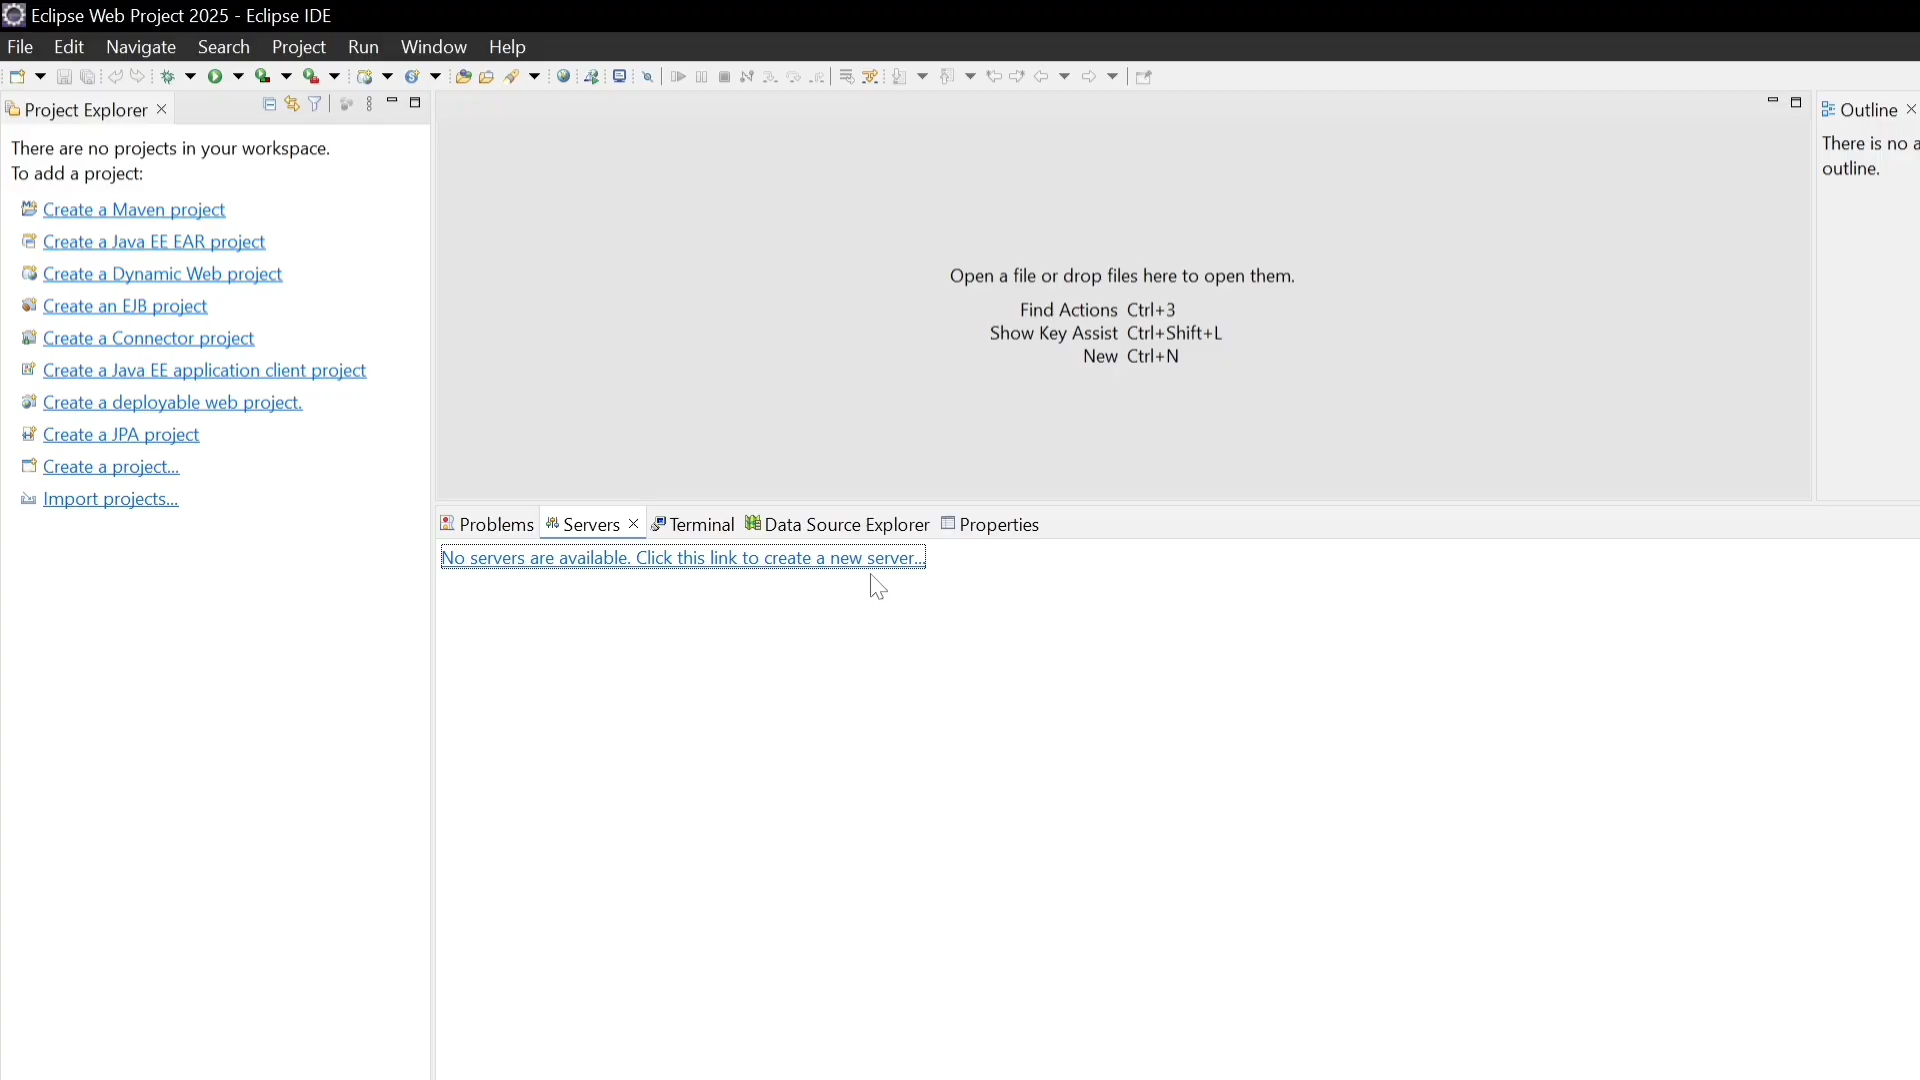 Eclipse Web Project 2025 - Eclipse IDE
File Edit Navigate Search Project Run Window Help
Project Explorer
There are no projects in your workspace.
To add a project:
Create a Maven project
Create a Java EE EAR project
Create a Dynamic Web project
Create an EJB project
Create a Connector project
Create a Java EE application client project
Create a deployable web project.
Create a JPA project
Create a project...
Import projects...
Open a file or drop files here to open them.
Find Actions Ctrl+3
Show Key Assist Ctrl+Shift+L
New Ctrl+N
Outline
There is no a
outline.
Problems Servers Terminal Data Source Explorer Properties
No servers are available. Click this link to create a new server...